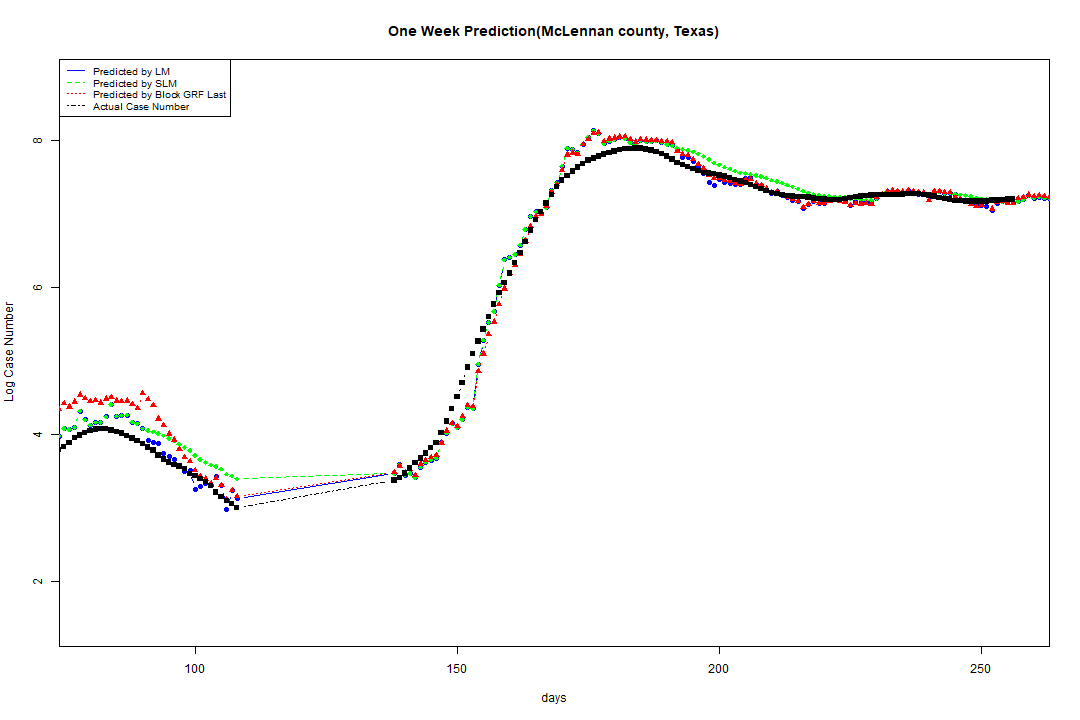 One Week Prediction(McLennan county, Texas)
Predicted by LM
Predicted by SLM
Predicted by Block GRF Last
Actual Case Number
8
6
4
2
Log Case Number
100
150
200
250
days